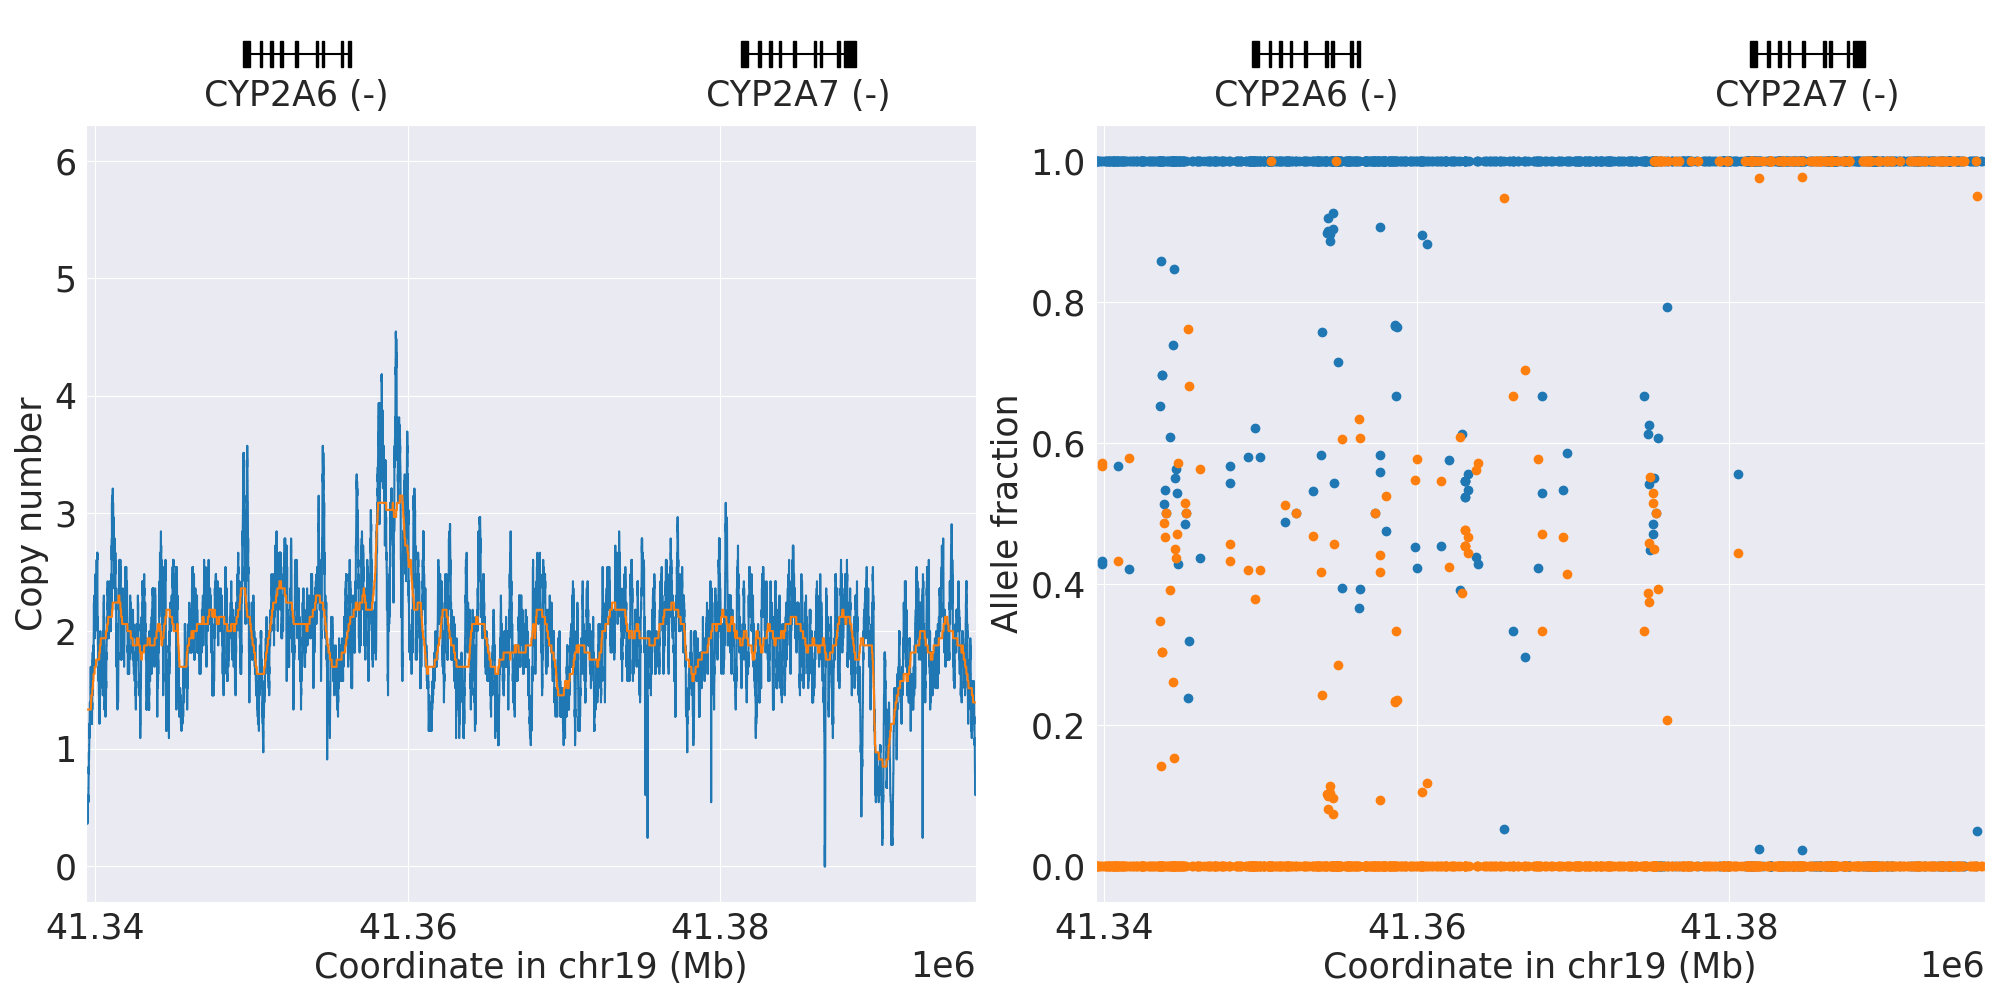 CYP2A6 (-)
CYP2A7 (-)
Copy number
6
5
4
3
2
1
0
41.34
41.36
41.38
Coordinate in chr19 (Mb)
1e6
CYP2A6 (-)
CYP2A7 (-)
Allele fraction
1.0
0.8
0.6
0.4
0.2
0.0
41.34
41.36
41.38
Coordinate in chr19 (Mb)
1e6